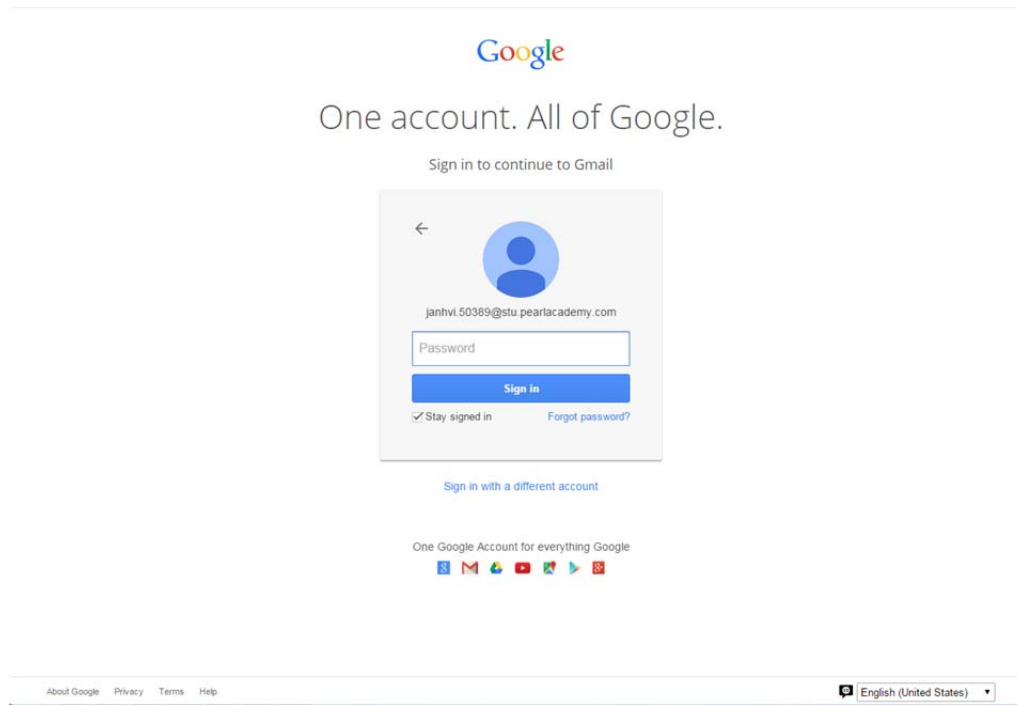 Google
One account. All of Google.
Sign in to continue to Gmail
janhvi.50389@stu.pearlacademy.com
Password
Sign in
Stay signed in Forgot password?
Sign in with a different account
One Google Account for everything Google
About Google Privacy Terms Help English (United States)